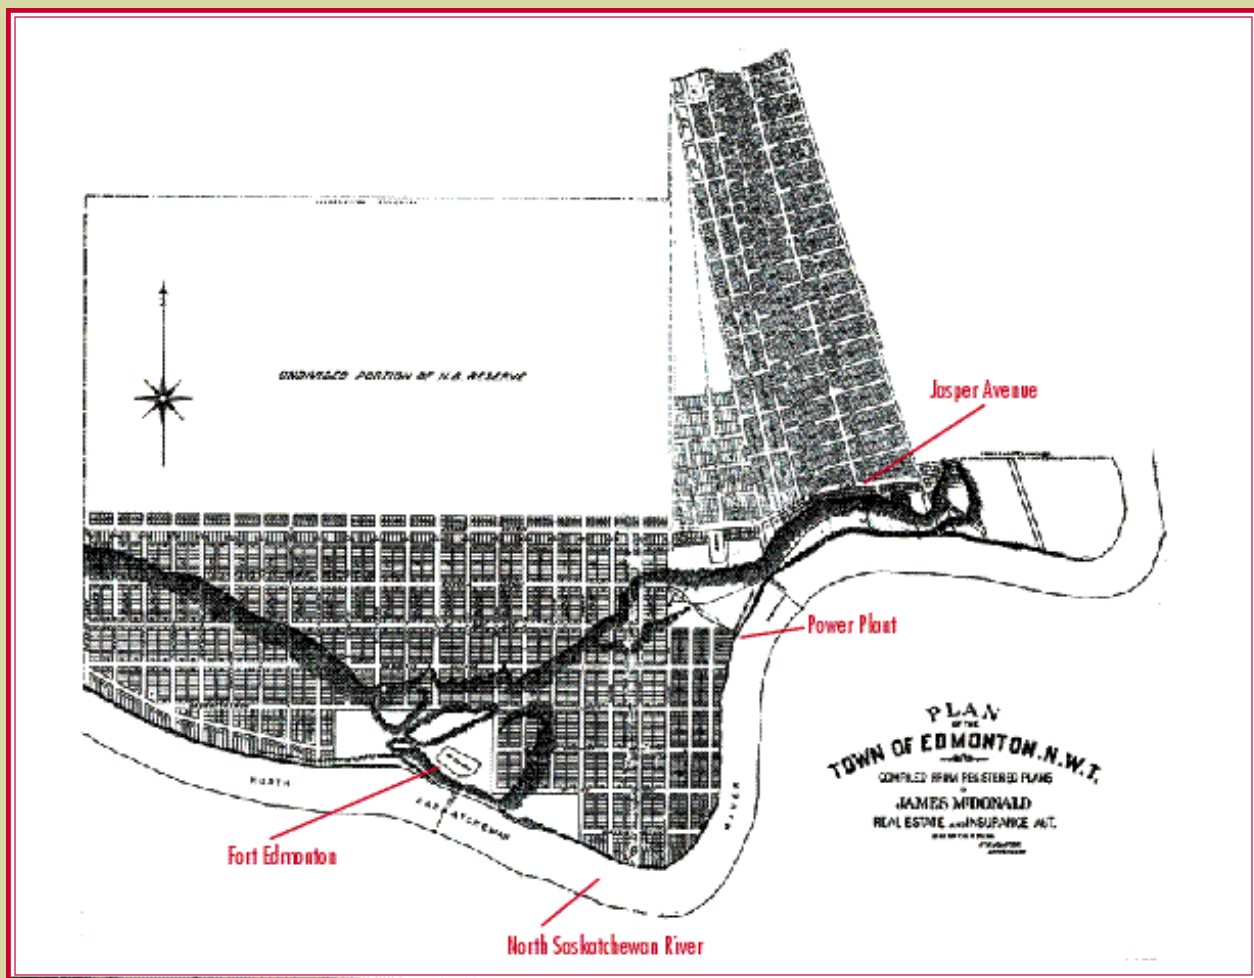 UNDIVIDED PORTION OF H.B. RESERVE
Jasper Avenue
Power Plant
PLAN
OF THE
TOWN OF EDMONTON. N.W.T.
COMPILED FROM REGISTERED PLANS
JAMES McDONALD
REAL ESTATE AND INSURANCE AGT.
NORTH
SASKATCHEWAN
RIVER
Fort Edmonton
North Saskatchewan River